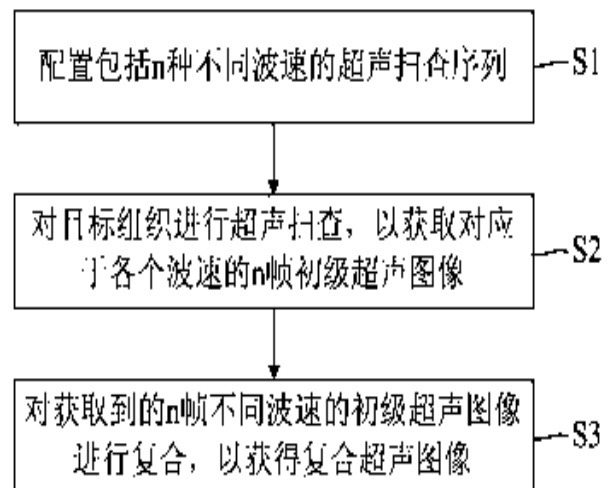 配置包括n种不同波速的超声扫查序列
S1
对目标组织进行超声扫查，以获取对应
于各个波速的n帧初级超声图像
S2
对获取到的n帧不同波速的初级超声图像
进行复合，以获得复合超声图像
S3